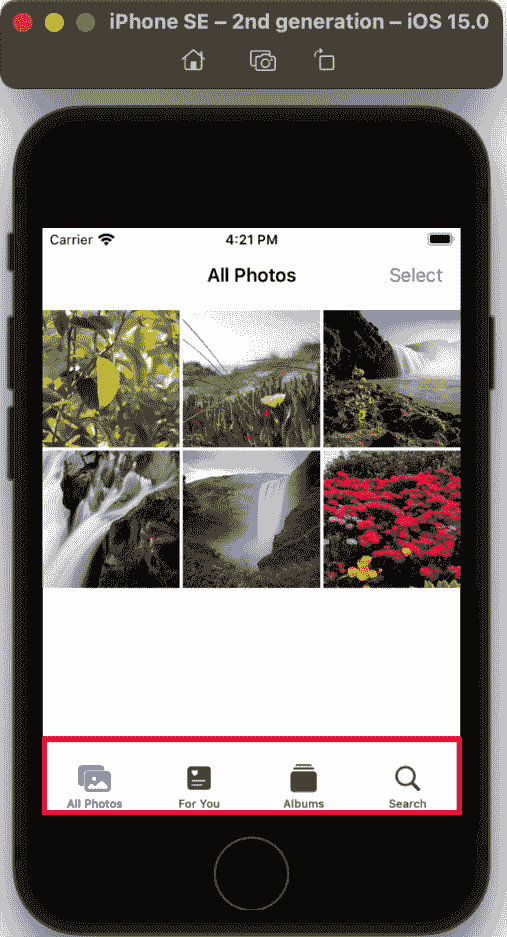 iPhone SE – 2nd generation – iOS 15.0
Carrier 4:21 PM
All Photos Select
All Photos For You Albums Search